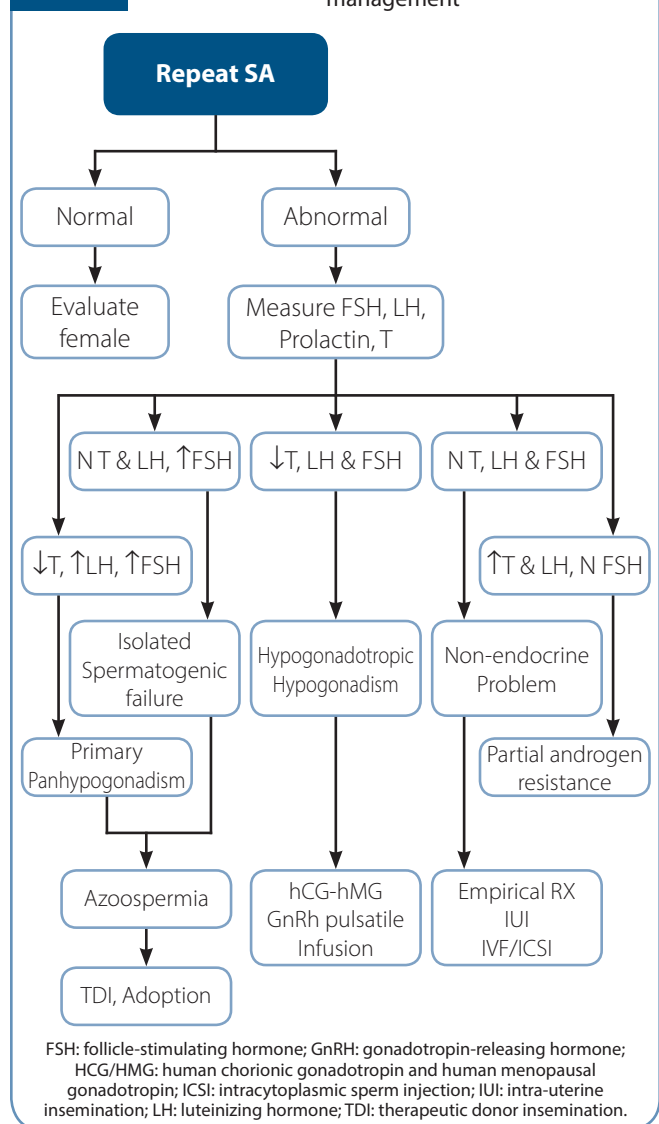 management
Repeat SA
Normal
Abnormal
Evaluate
female
Measure FSH, LH,
Prolactin, T
N T & LH, ↑FSH
↓T, LH & FSH
N T, LH & FSH
↓T, ↑LH, ↑FSH
↑T & LH, N FSH
Isolated
Spermatogenic
failure
Hypogonadotropic
Hypogonadism
Non-endocrine
Problem
Primary
Panhypogonadism
Partial androgen
resistance
Azoospermia
hCG-hMG
GnRh pulsatile
Infusion
Empirical RX
IUI
IVF/ICSI
TDI, Adoption
FSH: follicle-stimulating hormone; GnRH: gonadotropin-releasing hormone;
HCG/HMG: human chorionic gonadotropin and human menopausal
gonadotropin; ICSI: intracytoplasmic sperm injection; IUI: intra-uterine
insemination; LH: luteinizing hormone; TDI: therapeutic donor insemination.